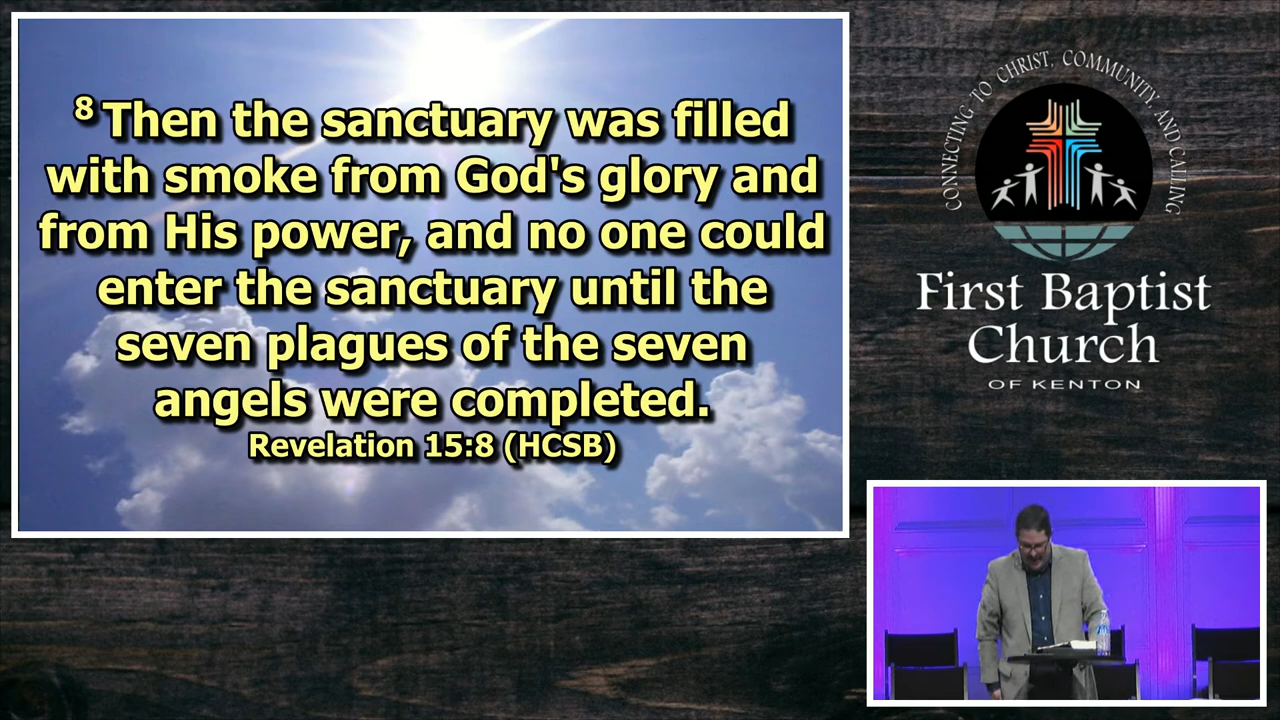 8 Then the sanctuary was filled
with smoke from God's glory and
from His power, and no one could
enter the sanctuary until the
seven plagues of the seven
angels were completed.
Revelation 15:8 (HCSB)
CONNECTING TO CHRIST, COMMUNITY, AND CALLING
First Baptist
Church
OF KENTON